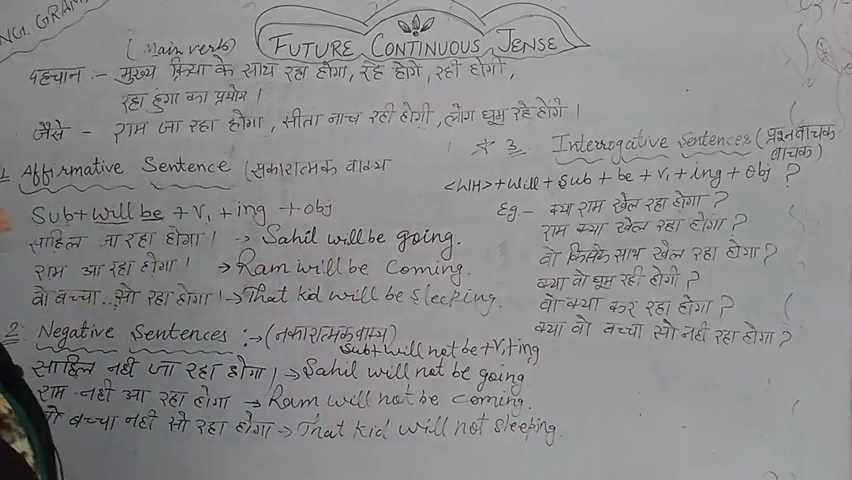 NGI. GRAM
FUTURE CONTINUOUS TENSE
(Main verb)
पहचान :- मुख्य क्रिया के साथ रहा होगा, रहे होंगे, रही होगी,
रहा हुंगा का प्रयोग।
जैसे - राम जा रहा होगा, सीता नाच रही होगी, लोग घूम रहे होंगे।
1. Affirmative Sentence (सकारात्मक वाक्य
Sub+will be + V₁ + ing + obj
साहिल जा रहा होगा। → Sahil will be going.
राम आ रहा होगा। → Ram will be coming.
वो बच्चा सो रहा होगा। → That kid will be sleeping.
2. Negative Sentences :→ (नकारात्मक वाक्य)
Sub+will not be + V₁+ing
साहिल नही जा रहा होगा। → Sahil will not be going
राम नही आ रहा होगा → Ram will not be coming.
वो बच्चा नही सो रहा होगा → That kid will not sleeping.
3. Interrogative Sentences (प्रश्नवाचक
वाचक)
<WH> + will + Sub + be + V₁ + ing + Obj ?
Eg.- क्या राम खेल रहा होगा ?
राम क्या खेल रहा होगा ?
वो किसके साथ खेल रहा होगा ?
क्या वो घूम रही होगी ?
वो क्या कर रहा होगा ?
क्या वो बच्चा सो नही रहा होगा ?